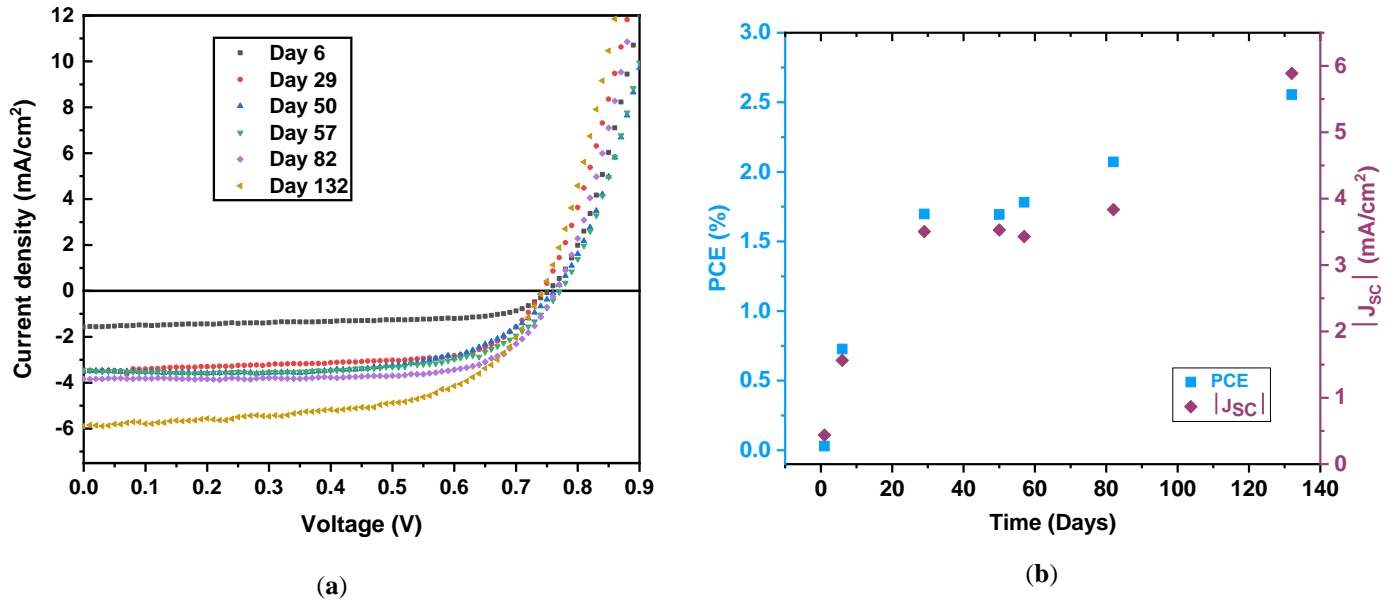 12
10
8
6
4
2
0
-2
-4
-6
Current density (mA/cm²)
Day 6
Day 29
Day 50
Day 57
Day 82
Day 132
0.0 0.1 0.2 0.3 0.4 0.5 0.6 0.7 0.8 0.9
Voltage (V)
(a)
3.0
2.5
2.0
1.5
1.0
0.5
0.0
PCE (%)
PCE
|JSC|
6
5
4
3
2
1
0
|JSC| (mA/cm²)
0 20 40 60 80 100 120 140
Time (Days)
(b)